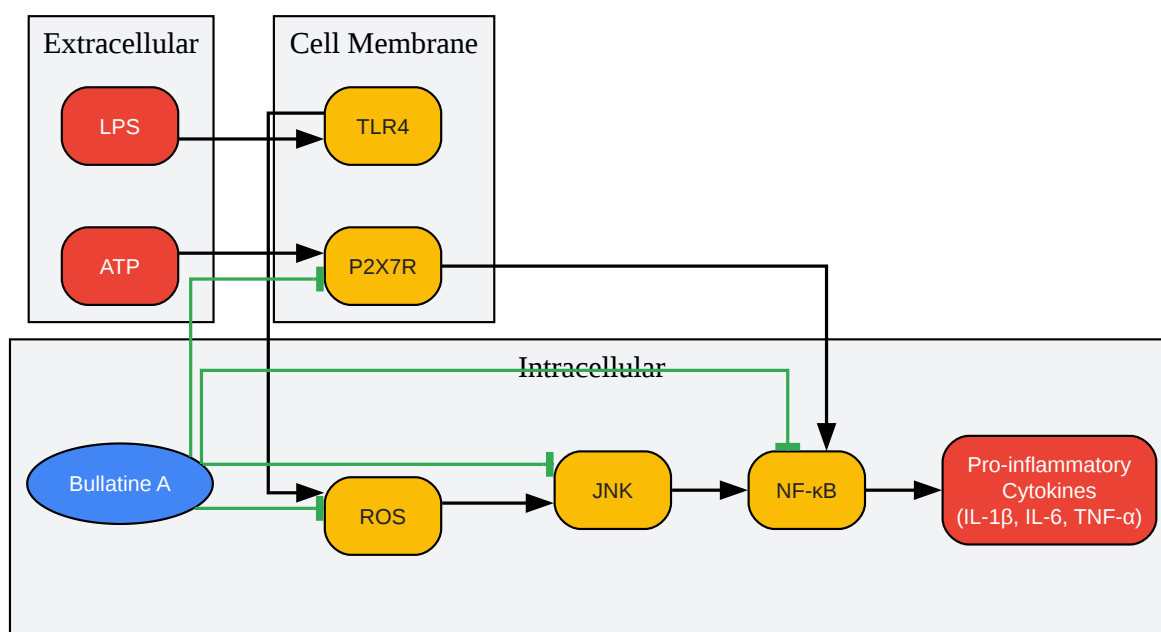 Extracellular
Cell Membrane
LPS
TLR4
ATP
P2X7R
Intracellular
Bullatine A
ROS
JNK
NF-κB
Pro-inflammatory
Cytokines
(IL-1β, IL-6, TNF-α)